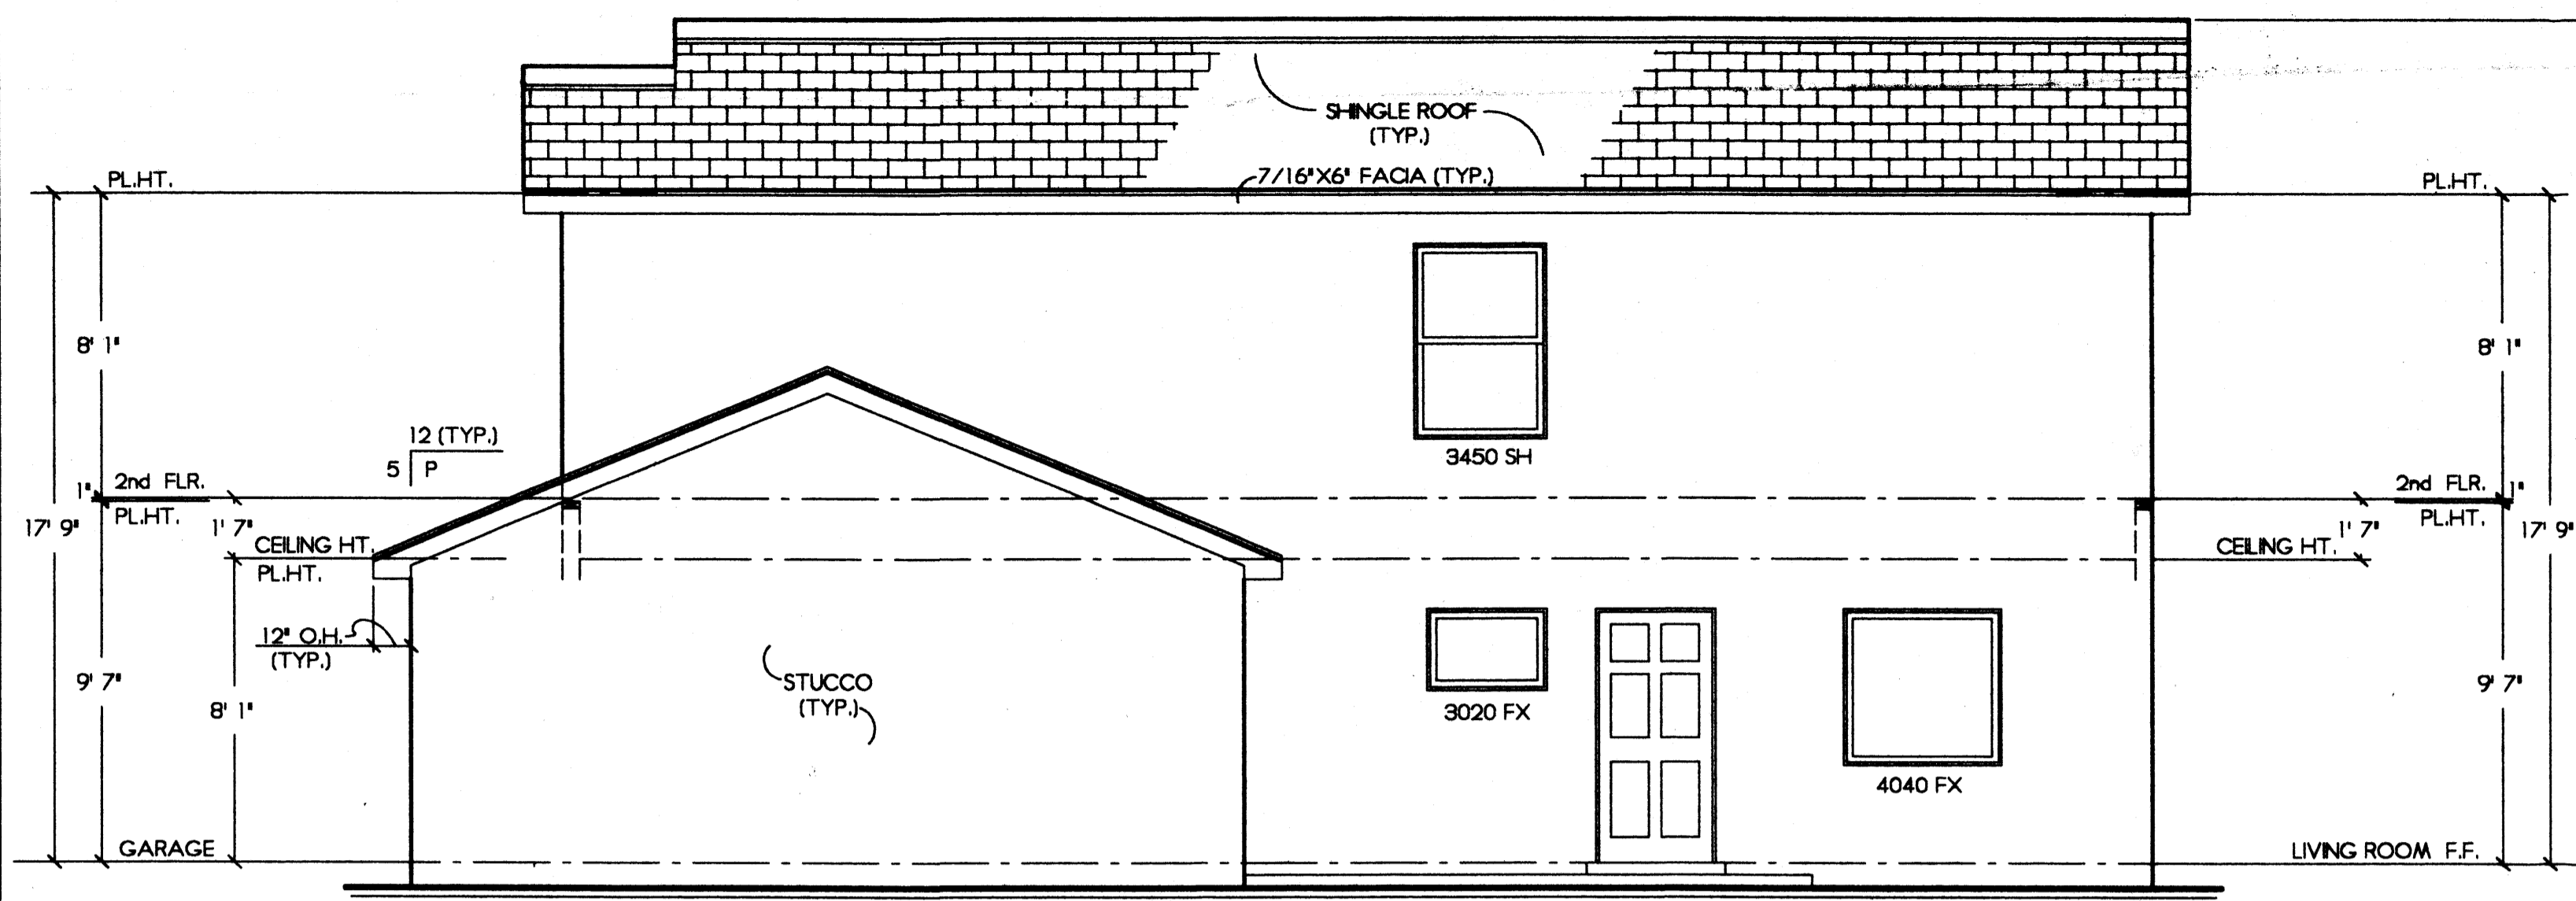 SHINGLE ROOF
(TYP.)
7/16"X6" FACIA (TYP.)
PL.HT.
PL.HT.
8' 1"
8' 1"
12 (TYP.)
5 P
3450 SH
1"
2nd FLR.
PL.HT.
17' 9"
1' 7"
CEILING HT.
PL.HT.
2nd FLR.
1"
PL.HT.
1' 7"
17' 9"
CEILING HT.
12" O.H.
(TYP.)
9' 7"
8' 1"
STUCCO
(TYP.)
3020 FX
4040 FX
9' 7"
GARAGE
LIVING ROOM F.F.